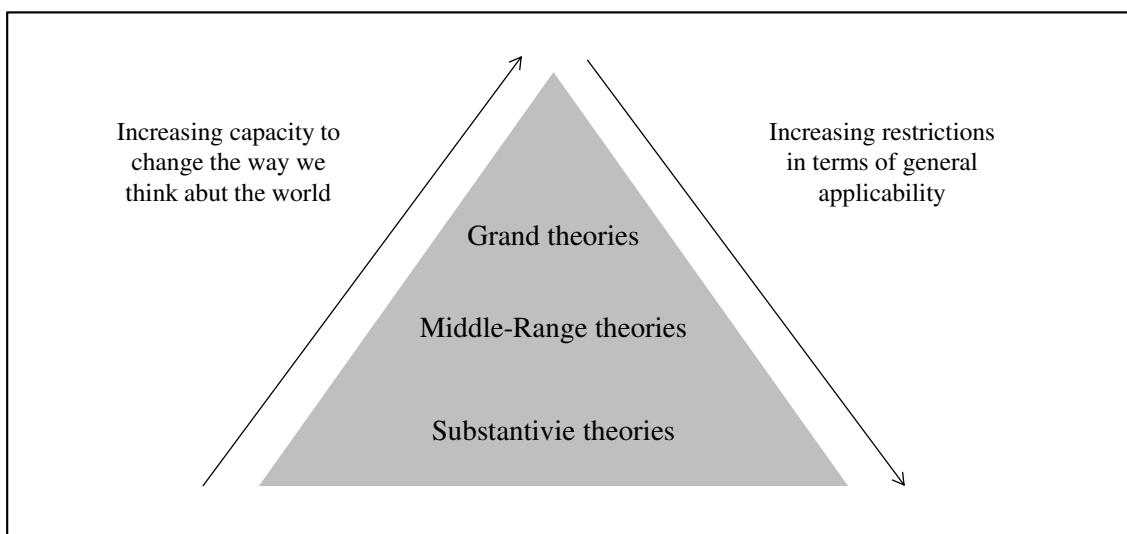 Increasing capacity to
change the way we
think abut the world
Increasing restrictions
in terms of general
applicability
Grand theories
Middle-Range theories
Substantivie theories